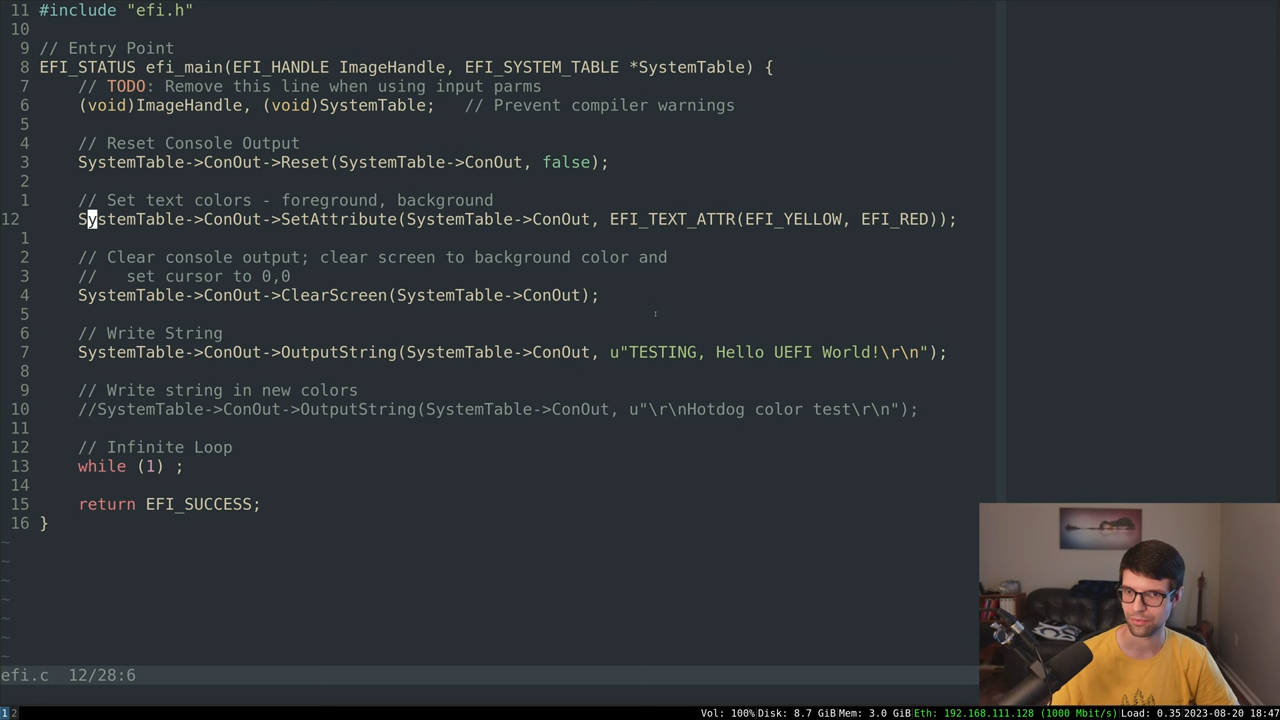 11 #include "efi.h"
10
9 // Entry Point
8 EFI_STATUS efi_main(EFI_HANDLE ImageHandle, EFI_SYSTEM_TABLE *SystemTable) {
7     // TODO: Remove this line when using input parms
6     (void)ImageHandle, (void)SystemTable;   // Prevent compiler warnings
5
4     // Reset Console Output
3     SystemTable->ConOut->Reset(SystemTable->ConOut, false);
2
1     // Set text colors - foreground, background
12     SystemTable->ConOut->SetAttribute(SystemTable->ConOut, EFI_TEXT_ATTR(EFI_YELLOW, EFI_RED));
1
2     // Clear console output; clear screen to background color and
3     //   set cursor to 0,0
4     SystemTable->ConOut->ClearScreen(SystemTable->ConOut);
5
6     // Write String
7     SystemTable->ConOut->OutputString(SystemTable->ConOut, u"TESTING, Hello UEFI World!\r\n");
8
9     // Write string in new colors
10     //SystemTable->ConOut->OutputString(SystemTable->ConOut, u"\r\nHotdog color test\r\n");
11
12     // Infinite Loop
13     while (1) ;
14
15     return EFI_SUCCESS;
16 }
~
~
~
~
~
~
~
efi.c  12/28:6
1 2 Vol: 100% Disk: 8.7 GiB Mem: 3.0 GiB Eth: 192.168.111.128 (1000 Mbit/s) Load: 0.35 2023-08-20 18:47